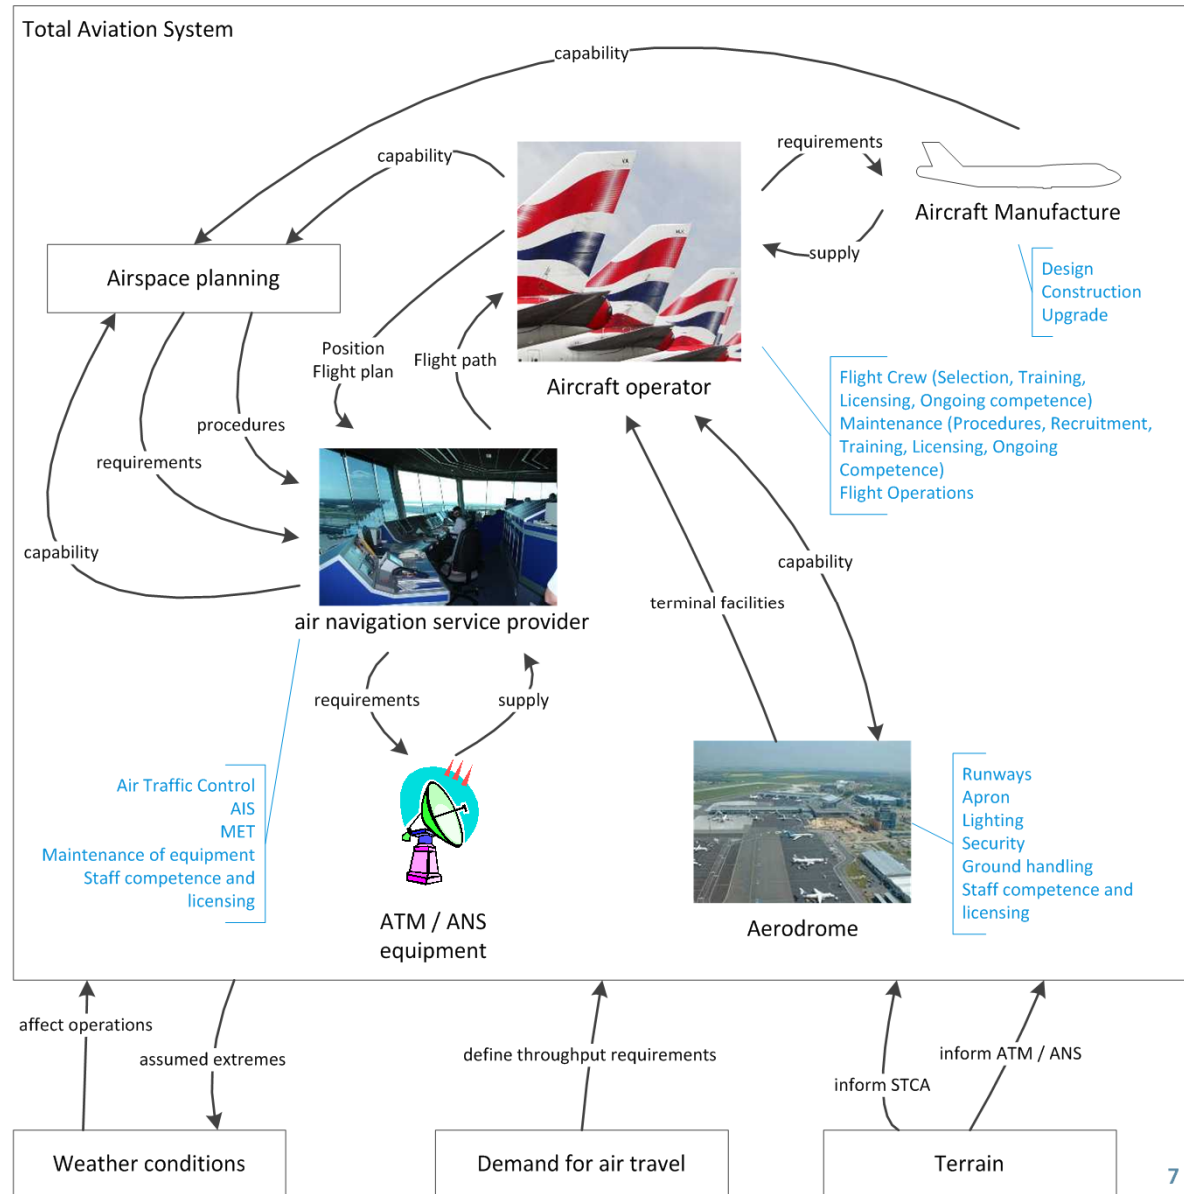 Total Aviation System
capability
requirements
capability
Aircraft Manufacture
supply
Design
Construction
Upgrade
Airspace planning
Position
Flight plan
Flight path
Aircraft operator
Flight Crew (Selection, Training,
Licensing, Ongoing competence)
Maintenance (Procedures, Recruitment,
Training, Licensing, Ongoing
Competence)
Flight Operations
procedures
requirements
capability
capability
terminal facilities
air navigation service provider
requirements
supply
Air Traffic Control
AIS
MET
Maintenance of equipment
Staff competence and
licensing
ATM / ANS
equipment
Aerodrome
Runways
Apron
Lighting
Security
Ground handling
Staff competence and
licensing
affect operations
assumed extremes
define throughput requirements
inform ATM / ANS
inform STCA
Weather conditions
Demand for air travel
Terrain
7